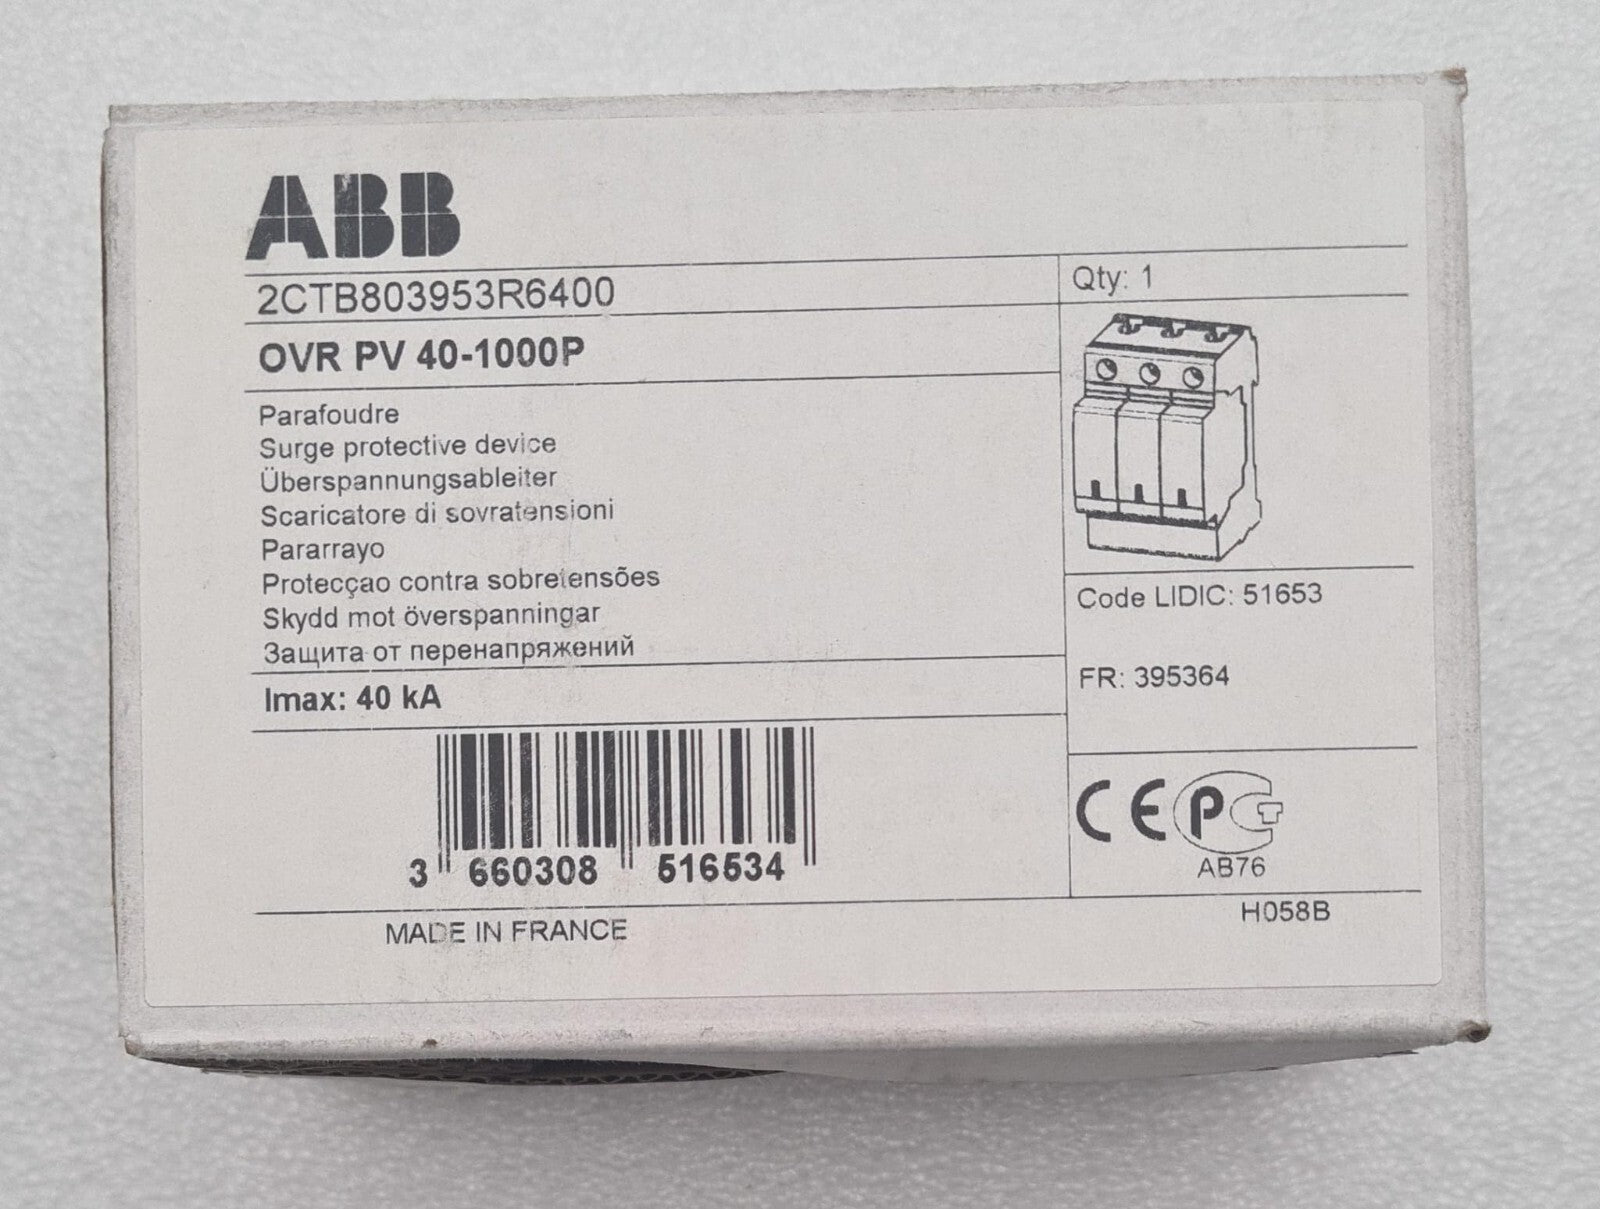 ABB
2CTB803953R6400
Qty: 1
OVR PV 40-1000P
Parafoudre
Surge protective device
Überspannungsableiter
Scaricatore di sovratensioni
Pararrayo
Protecçao contra sobretensões
Skydd mot överspanningar
Защита от перенапряжений
Imax: 40 kA
Code LIDIC: 51653
FR: 395364
3 660308 516534
CE PCT
AB76
H058B
MADE IN FRANCE